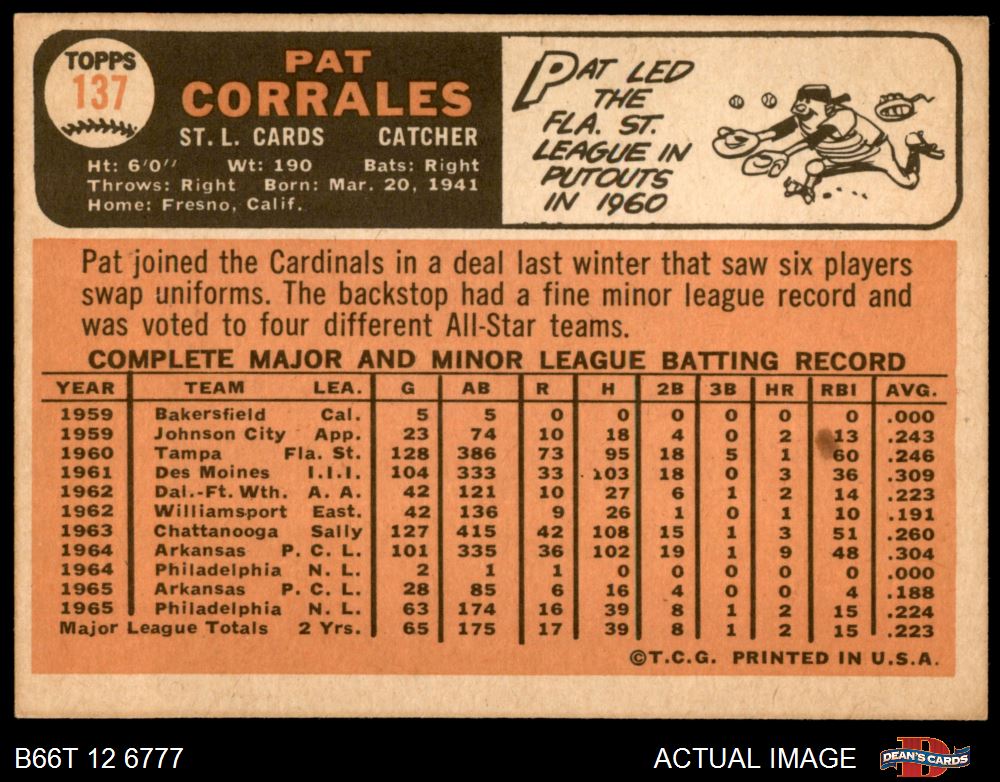 TOPPS
137
PAT
CORRALES
ST. L. CARDS CATCHER
Ht: 6'0" Wt: 190 Bats: Right
Throws: Right Born: Mar. 20, 1941
Home: Fresno, Calif.
PAT LED
THE
FLA. ST.
LEAGUE IN
PUTOUTS
IN 1960
Pat joined the Cardinals in a deal last winter that saw six players
swap uniforms. The backstop had a fine minor league record and
was voted to four different All-Star teams.
COMPLETE MAJOR AND MINOR LEAGUE BATTING RECORD
YEAR TEAM LEA. G AB R H 2B 3B HR RBI AVG.
1959 Bakersfield Cal. 5 5 0 0 0 0 0 0 .000
1959 Johnson City App. 23 74 10 18 4 0 2 13 .243
1960 Tampa Fla. St. 128 386 73 95 18 5 1 60 .246
1961 Des Moines I.I.I. 104 333 33 103 18 0 3 36 .309
1962 Dal.-Ft. Wth. A. A. 42 121 10 27 6 1 2 14 .223
1962 Williamsport East. 42 136 9 26 1 0 1 10 .191
1963 Chattanooga Sally 127 415 42 108 15 1 3 51 .260
1964 Arkansas P. C. L. 101 335 36 102 19 1 9 48 .304
1964 Philadelphia N. L. 2 1 1 0 0 0 0 0 .000
1965 Arkansas P. C. L. 28 85 6 16 4 0 0 4 .188
1965 Philadelphia N. L. 63 174 16 39 8 1 2 15 .224
Major League Totals 2 Yrs. 65 175 17 39 8 1 2 15 .223
©T.C.G. PRINTED IN U.S.A.
B66T 12 6777 ACTUAL IMAGE DEAN'S CARDS